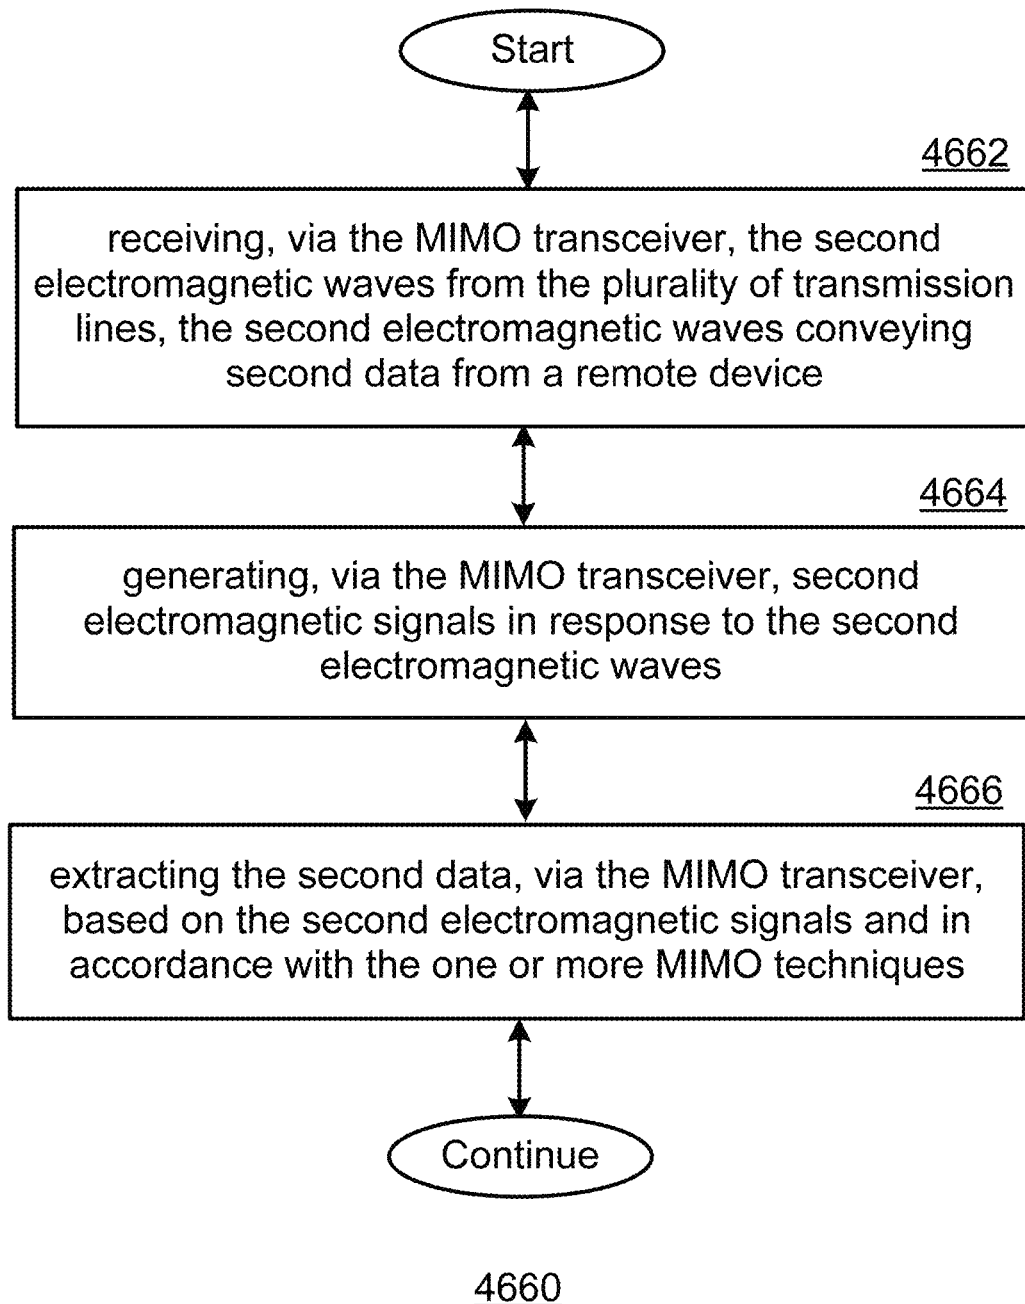 Start
4662
receiving, via the MIMO transceiver, the second
electromagnetic waves from the plurality of transmission
lines, the second electromagnetic waves conveying
second data from a remote device
4664
generating, via the MIMO transceiver, second
electromagnetic signals in response to the second
electromagnetic waves
4666
extracting the second data, via the MIMO transceiver,
based on the second electromagnetic signals and in
accordance with the one or more MIMO techniques
Continue
4660